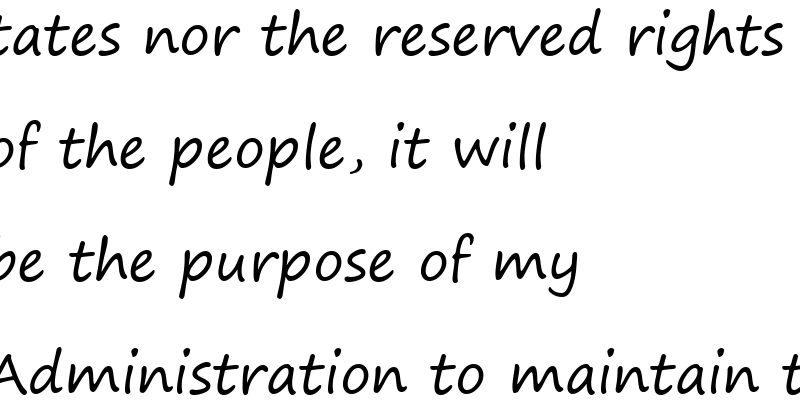 tates nor the reserved rights
of the people, it will
be the purpose of my
Administration to maintain t